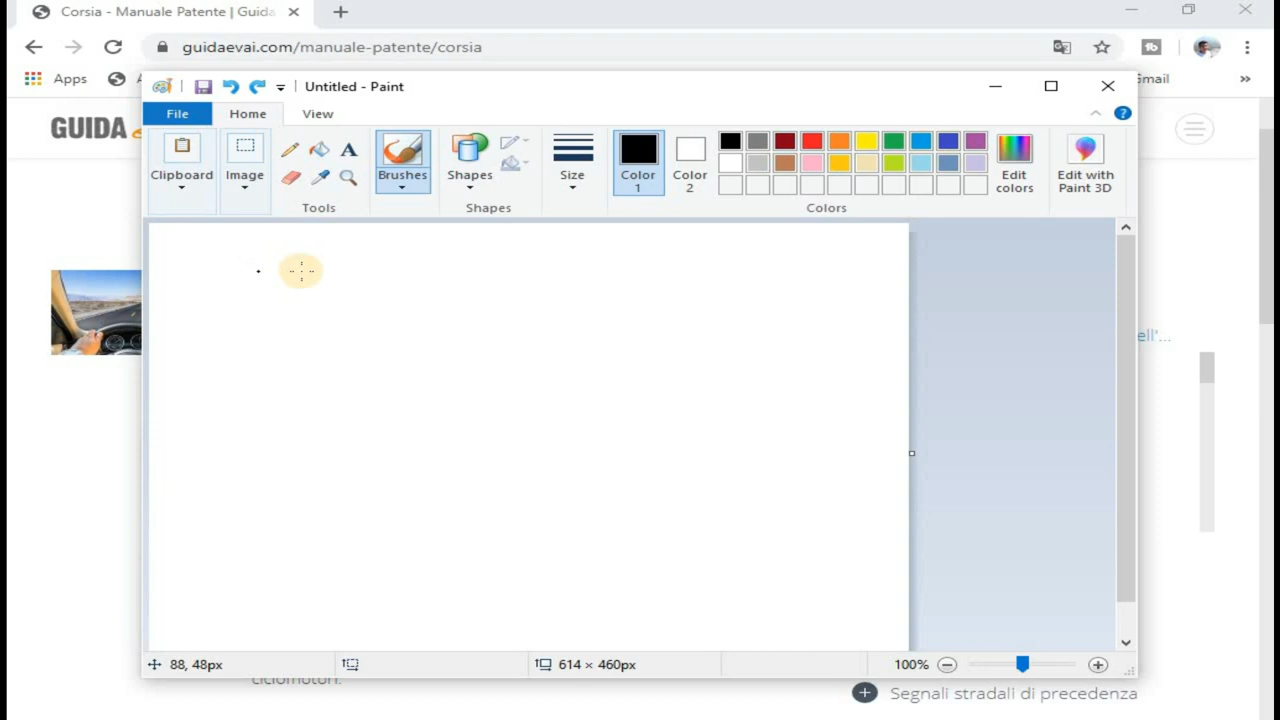 Corsia - Manuale Patente | Guida
guidaevai.com/manuale-patente/corsia
Apps
Gmail
GUIDA
Untitled - Paint
File
Home
View
Clipboard
Image
Brushes
Shapes
Size
Color
1
Color
2
Edit
colors
Edit with
Paint 3D
Tools
Shapes
Colors
ell'...
88, 48px
614 × 460px
100%
ciclomotori.
Segnali stradali di precedenza